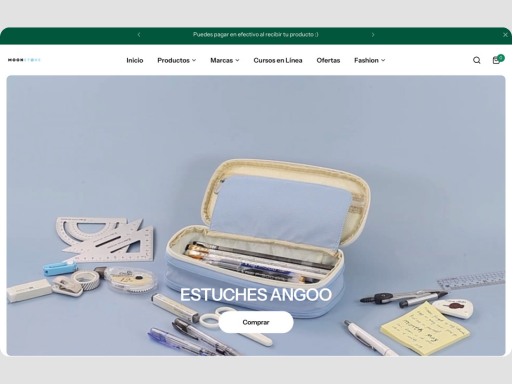 Puedes pagar en efectivo al recibir tu producto :)
MOONSTORE
Inicio
Productos
Marcas
Cursos en Línea
Ofertas
Fashion
0
ESTUCHES ANGOO
Comprar